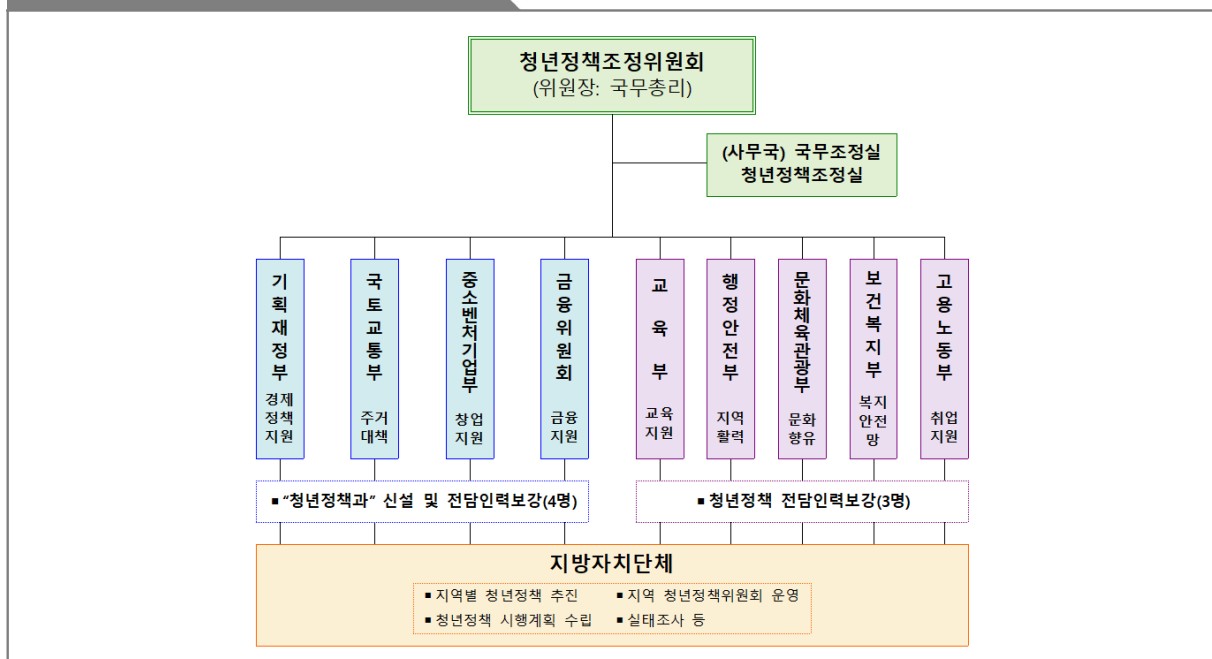 청년정책조정위원회
(위원장: 국무총리)
(사무국) 국무조정실
청년정책조정실
기획재정부
경제
정책
지원
국토교통부
주거
대책
중소벤처기업부
창업
지원
금융위원회
금융
지원
교육부
교육
지원
행정안전부
지역
활력
문화체육관광부
문화
향유
보건복지부
복지
안전
망
고용노동부
취업
지원
▪ “청년정책과” 신설 및 전담인력보강(4명)
▪ 청년정책 전담인력보강(3명)
지방자치단체
▪ 지역별 청년정책 추진 ▪ 지역 청년정책위원회 운영
▪ 청년정책 시행계획 수립 ▪ 실태조사 등